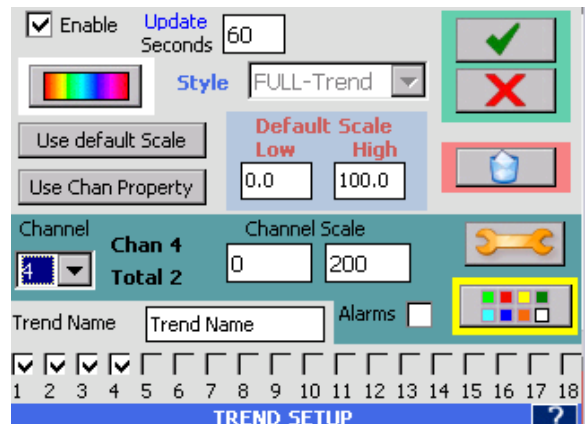 Enable Update Seconds 60
Style FULL-Trend
Use default Scale
Default Scale
Low High
Use Chan Property 0.0 100.0
Channel Channel Scale
4 Chan 4
Total 2
0 200
Trend Name Trend Name Alarms
1 2 3 4 5 6 7 8 9 10 11 12 13 14 15 16 17 18
TREND SETUP ?